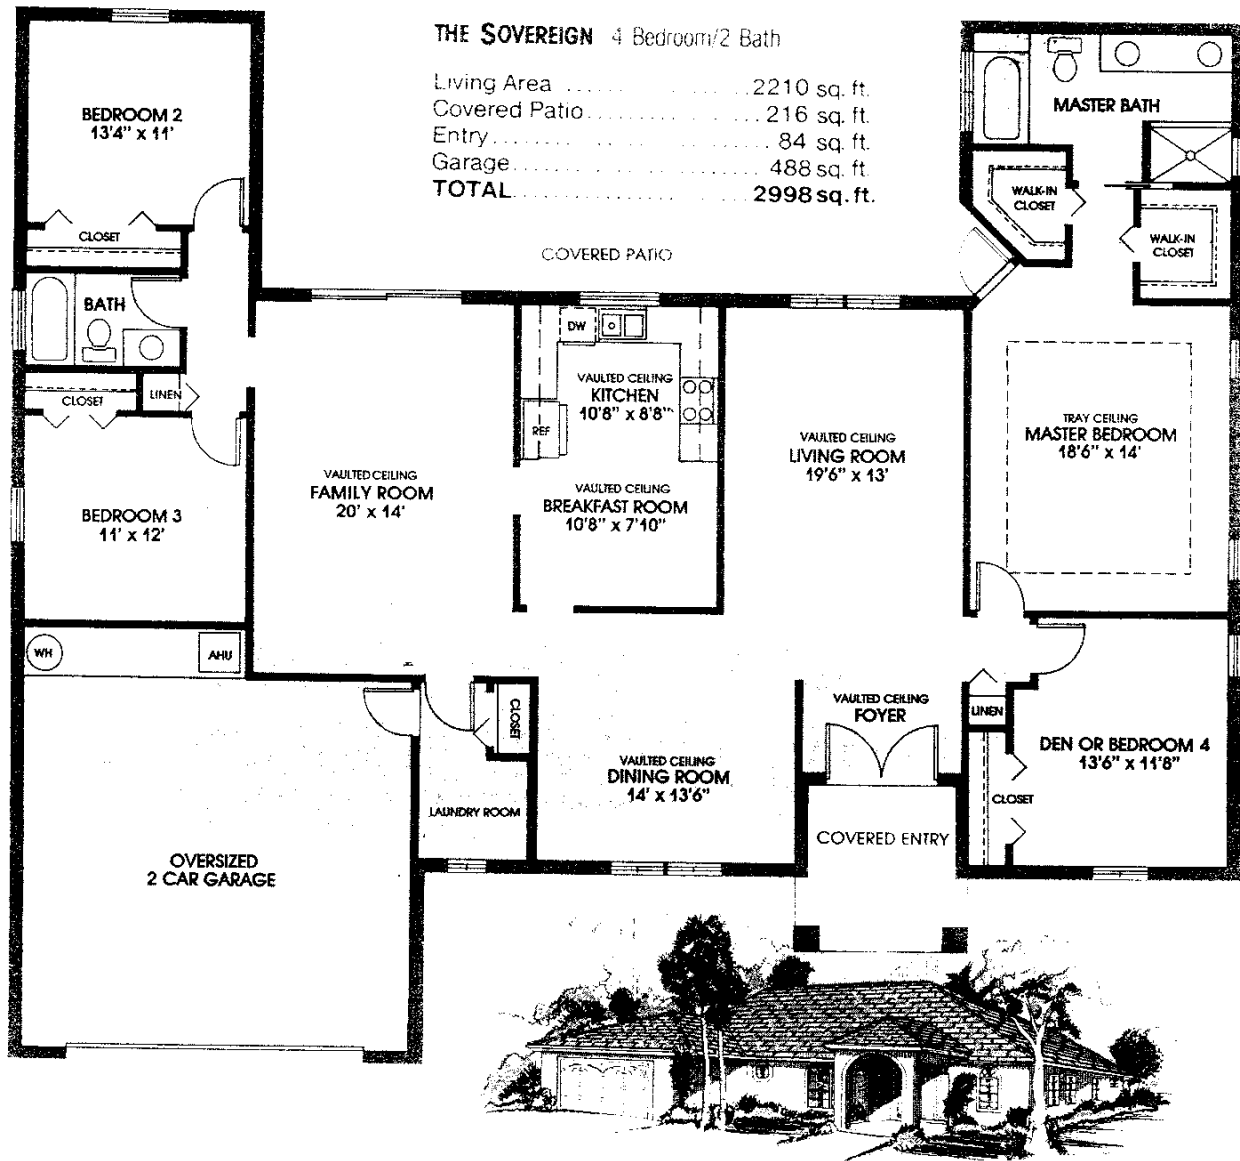 THE SOVEREIGN 4 Bedroom/2 Bath
Living Area ..................... 2210 sq. ft.
Covered Patio ..................... 216 sq. ft.
Entry ..................... 84 sq. ft.
Garage ..................... 488 sq. ft.
TOTAL ..................... 2998 sq. ft.
COVERED PATIO
BEDROOM 2
13'4" x 11'
CLOSET
BATH
CLOSET
LINEN
BEDROOM 3
11' x 12'
WH
AHU
OVERSIZED
2 CAR GARAGE
VAULTED CEILING
FAMILY ROOM
20' x 14'
DW
VAULTED CEILING
KITCHEN
10'8" x 8'8"
REF
VAULTED CEILING
BREAKFAST ROOM
10'8" x 7'10"
CLOSET
LAUNDRY ROOM
VAULTED CEILING
DINING ROOM
14' x 13'6"
VAULTED CEILING
LIVING ROOM
19'6" x 13'
VAULTED CEILING
FOYER
COVERED ENTRY
MASTER BATH
WALK-IN
CLOSET
WALK-IN
CLOSET
TRAY CEILING
MASTER BEDROOM
18'6" x 14'
LINEN
DEN OR BEDROOM 4
13'6" x 11'8"
CLOSET